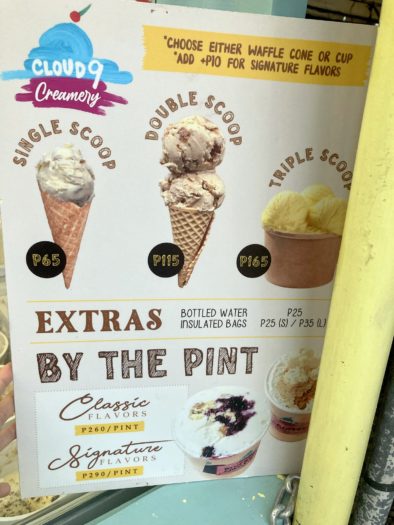 *CHOOSE EITHER WAFFLE CONE OR CUP
*ADD +P10 FOR SIGNATURE FLAVORS
CLOUD 9
Creamery
SINGLE SCOOP
DOUBLE SCOOP
TRIPLE SCOOP
P65
P115
P165
EXTRAS
BOTTLED WATER P25
INSULATED BAGS P25 (S) / P35 (L)
BY THE PINT
Classic
FLAVORS
P260/PINT
Signature
FLAVORS
P290/PINT